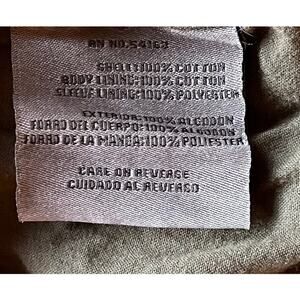 RN NO.54163
SHELL:100% COTTON
BODY LINING:100% COTTON
SLEEVE LINING:100% POLYESTER
EXTERIOR:100% ALGODON
FORRO DEL CUERPO:100% ALGODON
FORRO DE LA MANGA:100% POLIESTER
CARE ON REVERSE
CUIDADO AL REVERSO